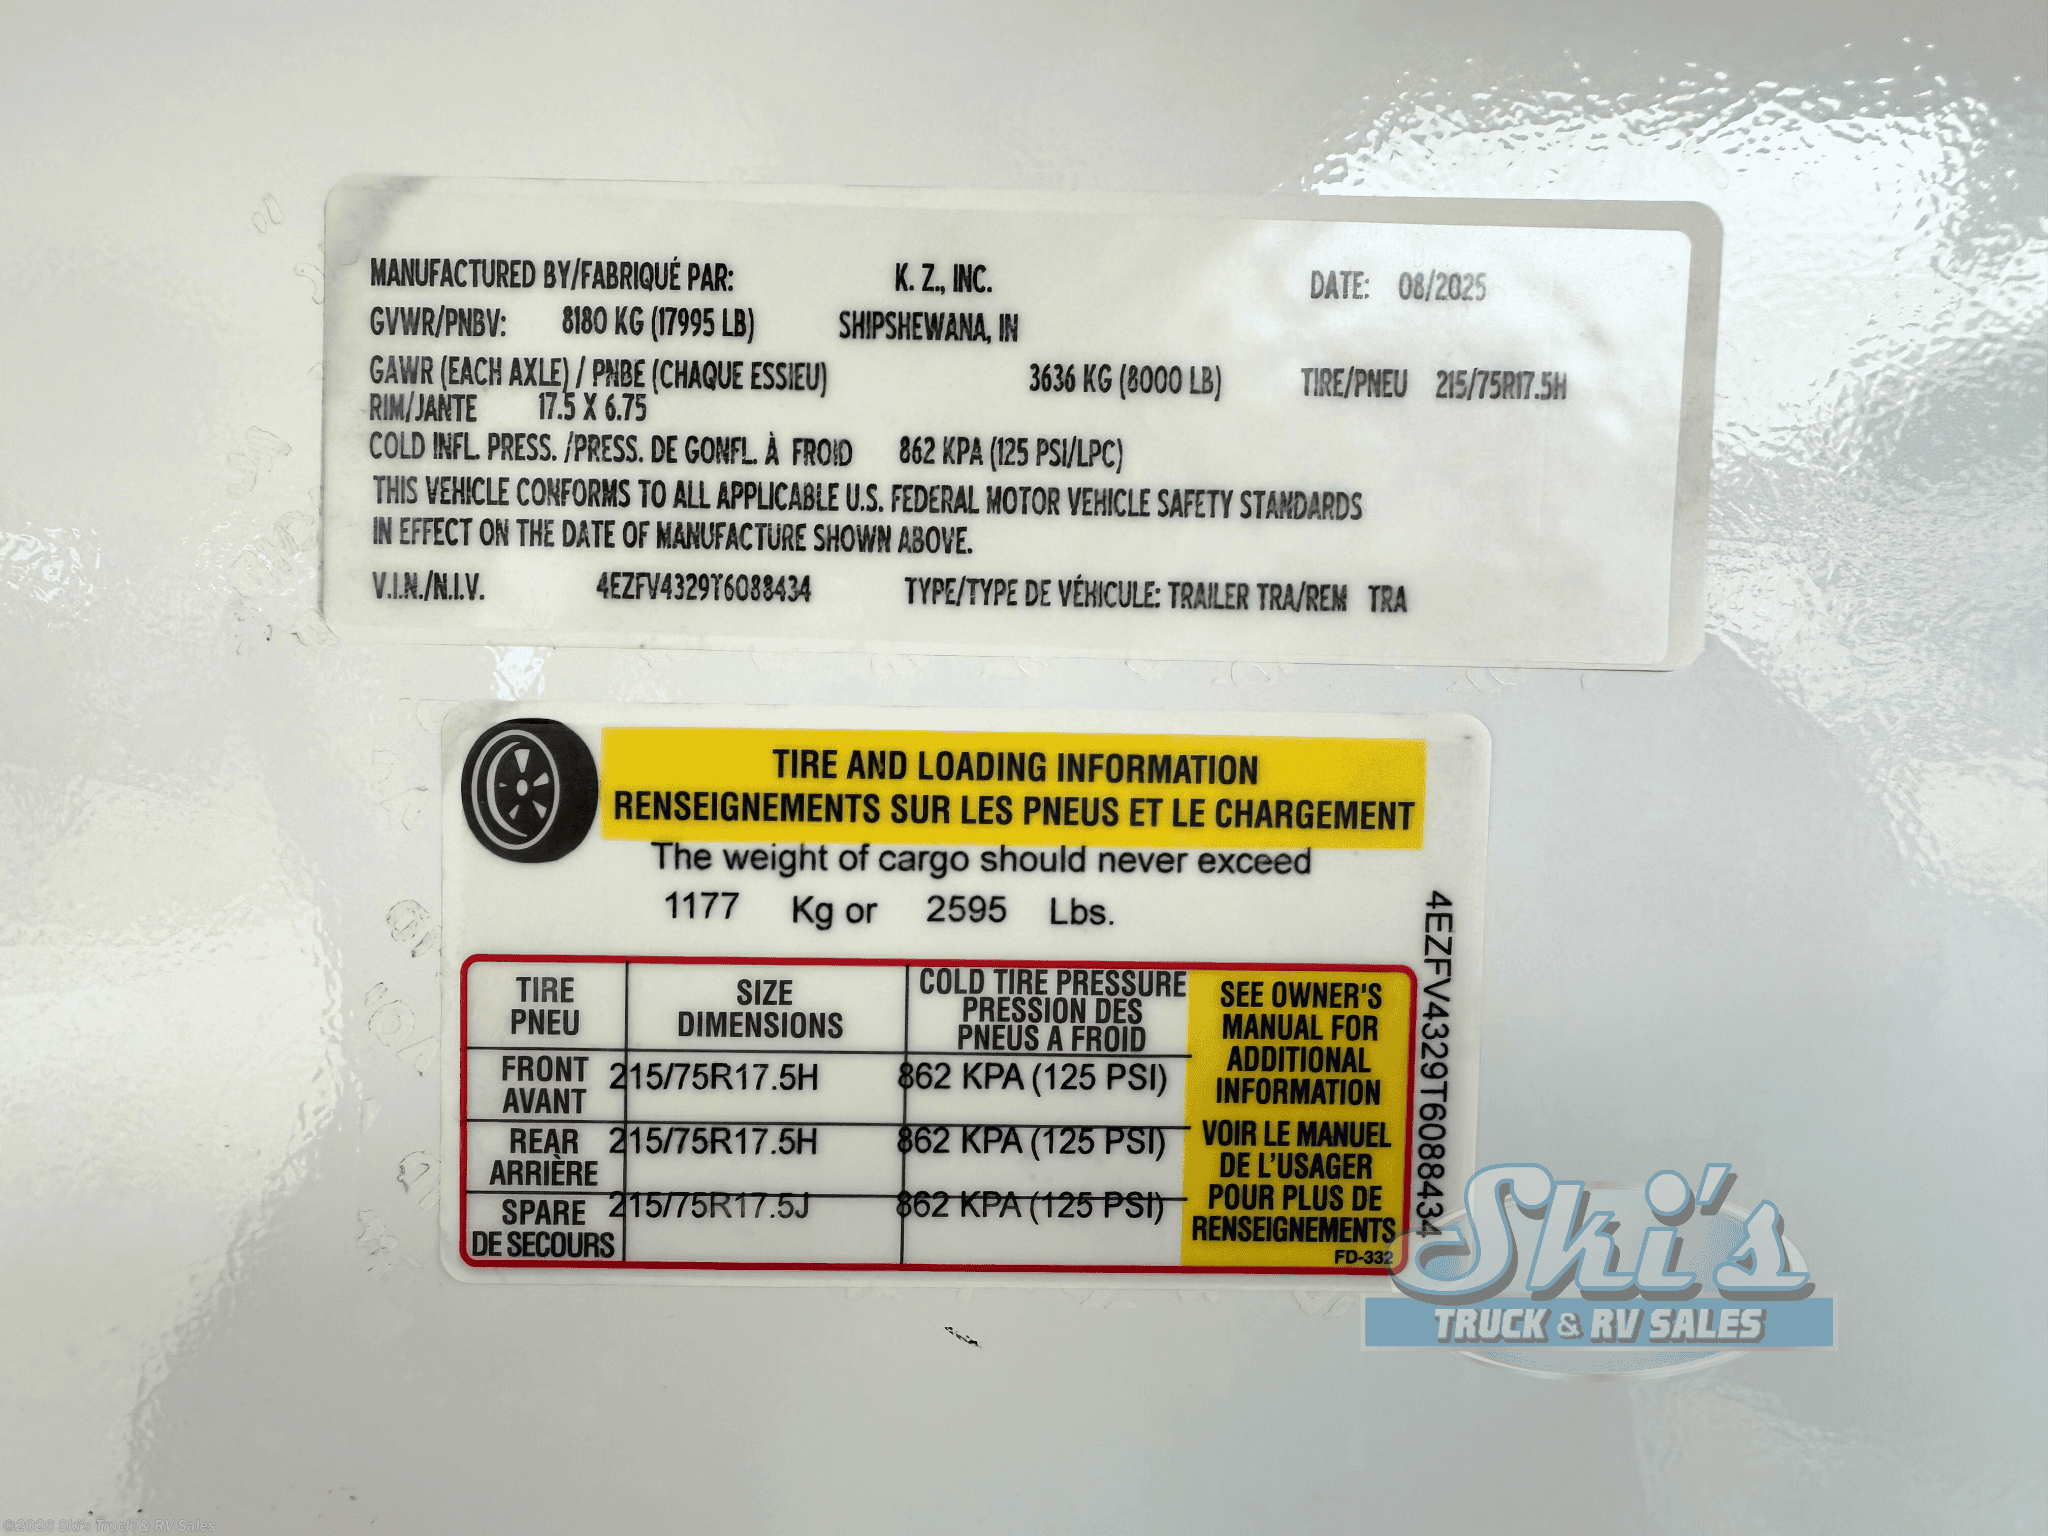 MANUFACTURED BY/FABRIQUÉ PAR: K. Z., INC. DATE: 08/2025
GVWR/PNBV: 8180 KG (17995 LB) SHIPSHEWANA, IN
GAWR (EACH AXLE) / PNBE (CHAQUE ESSIEU) 3636 KG (8000 LB) TIRE/PNEU 215/75R17.5H
RIM/JANTE 17.5 X 6.75
COLD INFL. PRESS. /PRESS. DE GONFL. À FROID 862 KPA (125 PSI/LPC)
THIS VEHICLE CONFORMS TO ALL APPLICABLE U.S. FEDERAL MOTOR VEHICLE SAFETY STANDARDS
IN EFFECT ON THE DATE OF MANUFACTURE SHOWN ABOVE.
V.I.N./N.I.V. 4EZFV4329T6088434 TYPE/TYPE DE VÉHICULE: TRAILER TRA/REM TRA
TIRE AND LOADING INFORMATION
RENSEIGNEMENTS SUR LES PNEUS ET LE CHARGEMENT
The weight of cargo should never exceed
1177 Kg or 2595 Lbs.
TIRE
PNEU
SIZE
DIMENSIONS
COLD TIRE PRESSURE
PRESSION DES
PNEUS A FROID
FRONT
AVANT
215/75R17.5H
862 KPA (125 PSI)
REAR
ARRIÈRE
215/75R17.5H
862 KPA (125 PSI)
SPARE
DE SECOURS
215/75R17.5J
862 KPA (125 PSI)
SEE OWNER'S
MANUAL FOR
ADDITIONAL
INFORMATION
VOIR LE MANUEL
DE L'USAGER
POUR PLUS DE
RENSEIGNEMENTS
FD-332
4EZFV4329T6088434
Ski's
TRUCK & RV SALES
©2026 Ski's Truck & RV Sales